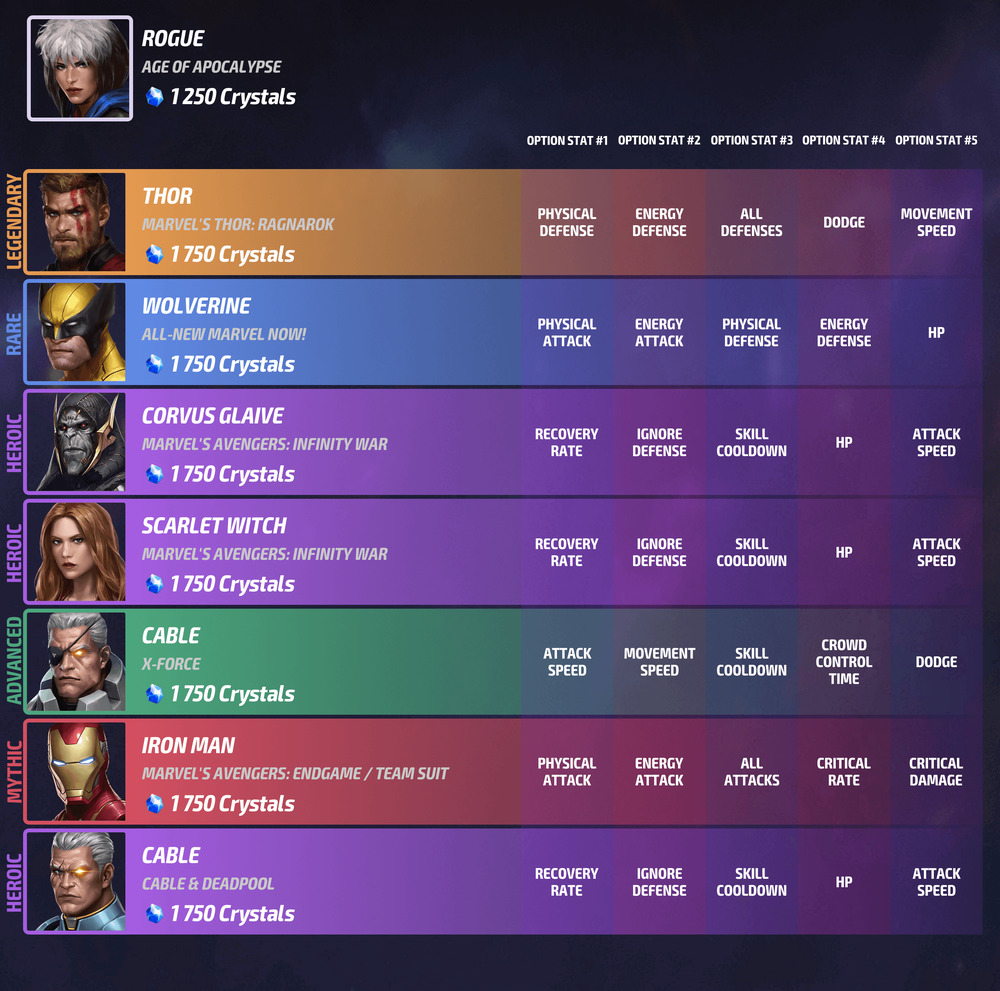 ROGUE
AGE OF APOCALYPSE
1 250 Crystals
OPTION STAT #1 OPTION STAT #2 OPTION STAT #3 OPTION STAT #4 OPTION STAT #5
LEGENDARY
THOR
MARVEL'S THOR: RAGNAROK
1 750 Crystals
PHYSICAL
DEFENSE
ENERGY
DEFENSE
ALL
DEFENSES
DODGE
MOVEMENT
SPEED
RARE
WOLVERINE
ALL-NEW MARVEL NOW!
1 750 Crystals
PHYSICAL
ATTACK
ENERGY
ATTACK
PHYSICAL
DEFENSE
ENERGY
DEFENSE
HP
HEROIC
CORVUS GLAIVE
MARVEL'S AVENGERS: INFINITY WAR
1 750 Crystals
RECOVERY
RATE
IGNORE
DEFENSE
SKILL
COOLDOWN
HP
ATTACK
SPEED
HEROIC
SCARLET WITCH
MARVEL'S AVENGERS: INFINITY WAR
1 750 Crystals
RECOVERY
RATE
IGNORE
DEFENSE
SKILL
COOLDOWN
HP
ATTACK
SPEED
ADVANCED
CABLE
X-FORCE
1 750 Crystals
ATTACK
SPEED
MOVEMENT
SPEED
SKILL
COOLDOWN
CROWD
CONTROL
TIME
DODGE
MYTHIC
IRON MAN
MARVEL'S AVENGERS: ENDGAME / TEAM SUIT
1 750 Crystals
PHYSICAL
ATTACK
ENERGY
ATTACK
ALL
ATTACKS
CRITICAL
RATE
CRITICAL
DAMAGE
HEROIC
CABLE
CABLE & DEADPOOL
1 750 Crystals
RECOVERY
RATE
IGNORE
DEFENSE
SKILL
COOLDOWN
HP
ATTACK
SPEED